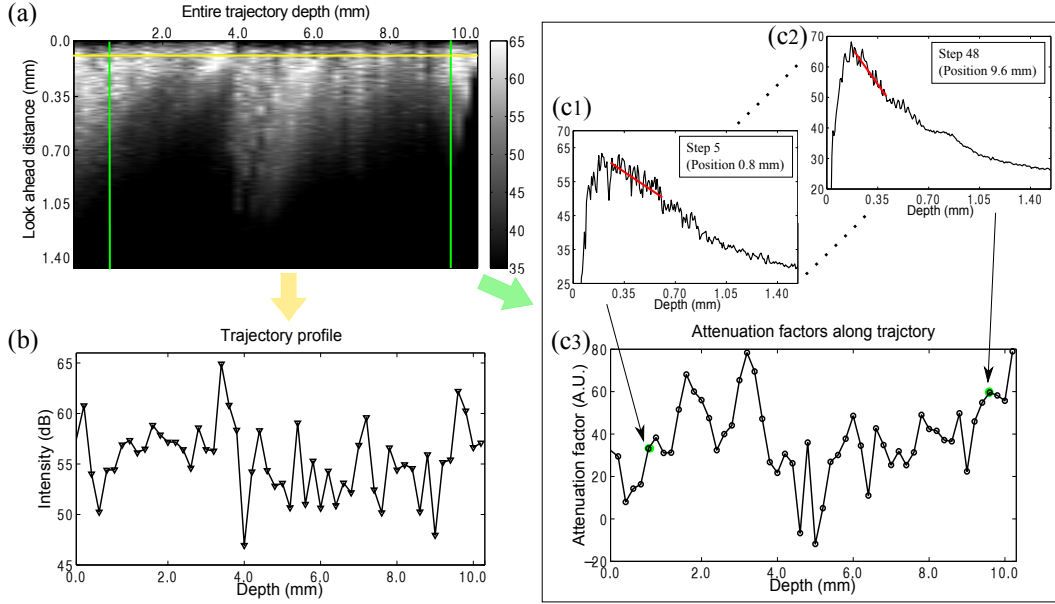 (a)
Entire trajectory depth (mm)
2.0 4.0 6.0 8.0 10.0
Look ahead distance (mm)
0.0
0.35
0.70
1.05
1.40
65
60
55
50
45
40
35
(b)
Trajectory profile
Intensity (dB)
65
60
55
50
45
0.0 2.0 4.0 6.0 8.0 10.0
Depth (mm)
(c1)
Step 5
(Position 0.8 mm)
70
65
55
45
35
25
0 0.35 0.70 1.05 1.40
Depth (mm)
(c2)
Step 48
(Position 9.6 mm)
70
60
50
40
30
20
0 0.35 0.70 1.05 1.40
Depth (mm)
(c3)
Attenuation factors along trajctory
Attenuation factor (A.U.)
80
60
40
20
0
−20
0.0 2.0 4.0 6.0 8.0 10.0
Depth (mm)